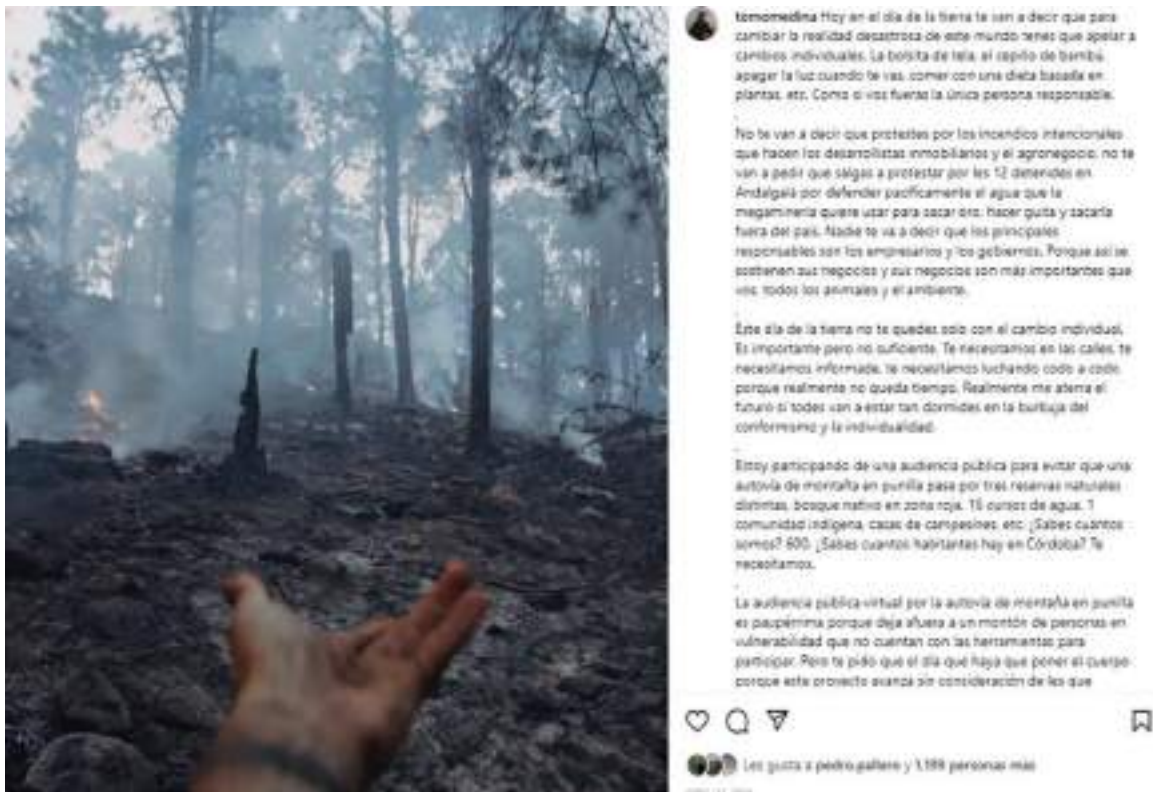 tomomedina Hoy en el día de la tierra te van a decir que para
cambiar la realidad desastrosa de este mundo tenes que apelar a
cambios individuales. La bolsita de tela, el cepillo de bambú,
apagar la luz cuando te vas, comer con una dieta basada en
plantas, etc. Como si vos fueras la única persona responsable.
.
No te van a decir que protestes por los incendios intencionales
que hacen los desarrollistas inmobiliarios y el agronegocio, no te
van a pedir que salgas a protestar por les 12 detenides en
Andalgalá por defender pacíficamente el agua que la
megaminería quiere usar para sacar oro, hacer guita y sacarla
fuera del país. Nadie te va a decir que los principales
responsables son los empresarios y los gobiernos. Porque así se
sostienen sus negocios y sus negocios son más importantes que
vos, todos los animales y el ambiente.
.
Este día de la tierra no te quedes solo con el cambio individual.
Es importante pero no suficiente. Te necesitamos en las calles, te
necesitamos informade, te necesitamos luchando codo a codo,
porque realmente no queda tiempo. Realmente me aterra el
futuro si todes van a estar tan dormides en la burbuja del
conformismo y la individualidad.
.
Estoy participando de una audiencia pública para evitar que una
autovía de montaña en punilla pase por tres reservas naturales
distintas, bosque nativo en zona roja, 15 cursos de agua, 1
comunidad indígena, casas de campesines, etc. ¿Sabes cuántos
somos? 600. ¿Sabes cuantos habitantes hay en Córdoba? Te
necesitamos.
.
La audiencia pública virtual por la autovía de montaña en punilla
es paupérrima porque deja afuera a un montón de personas en
vulnerabilidad que no cuentan con las herramientas para
participar. Pero te pido que el día que haya que poner el cuerpo
porque este proyecto avanza sin consideración de les que
Les gusta a pedro.pallero y 1,199 personas más